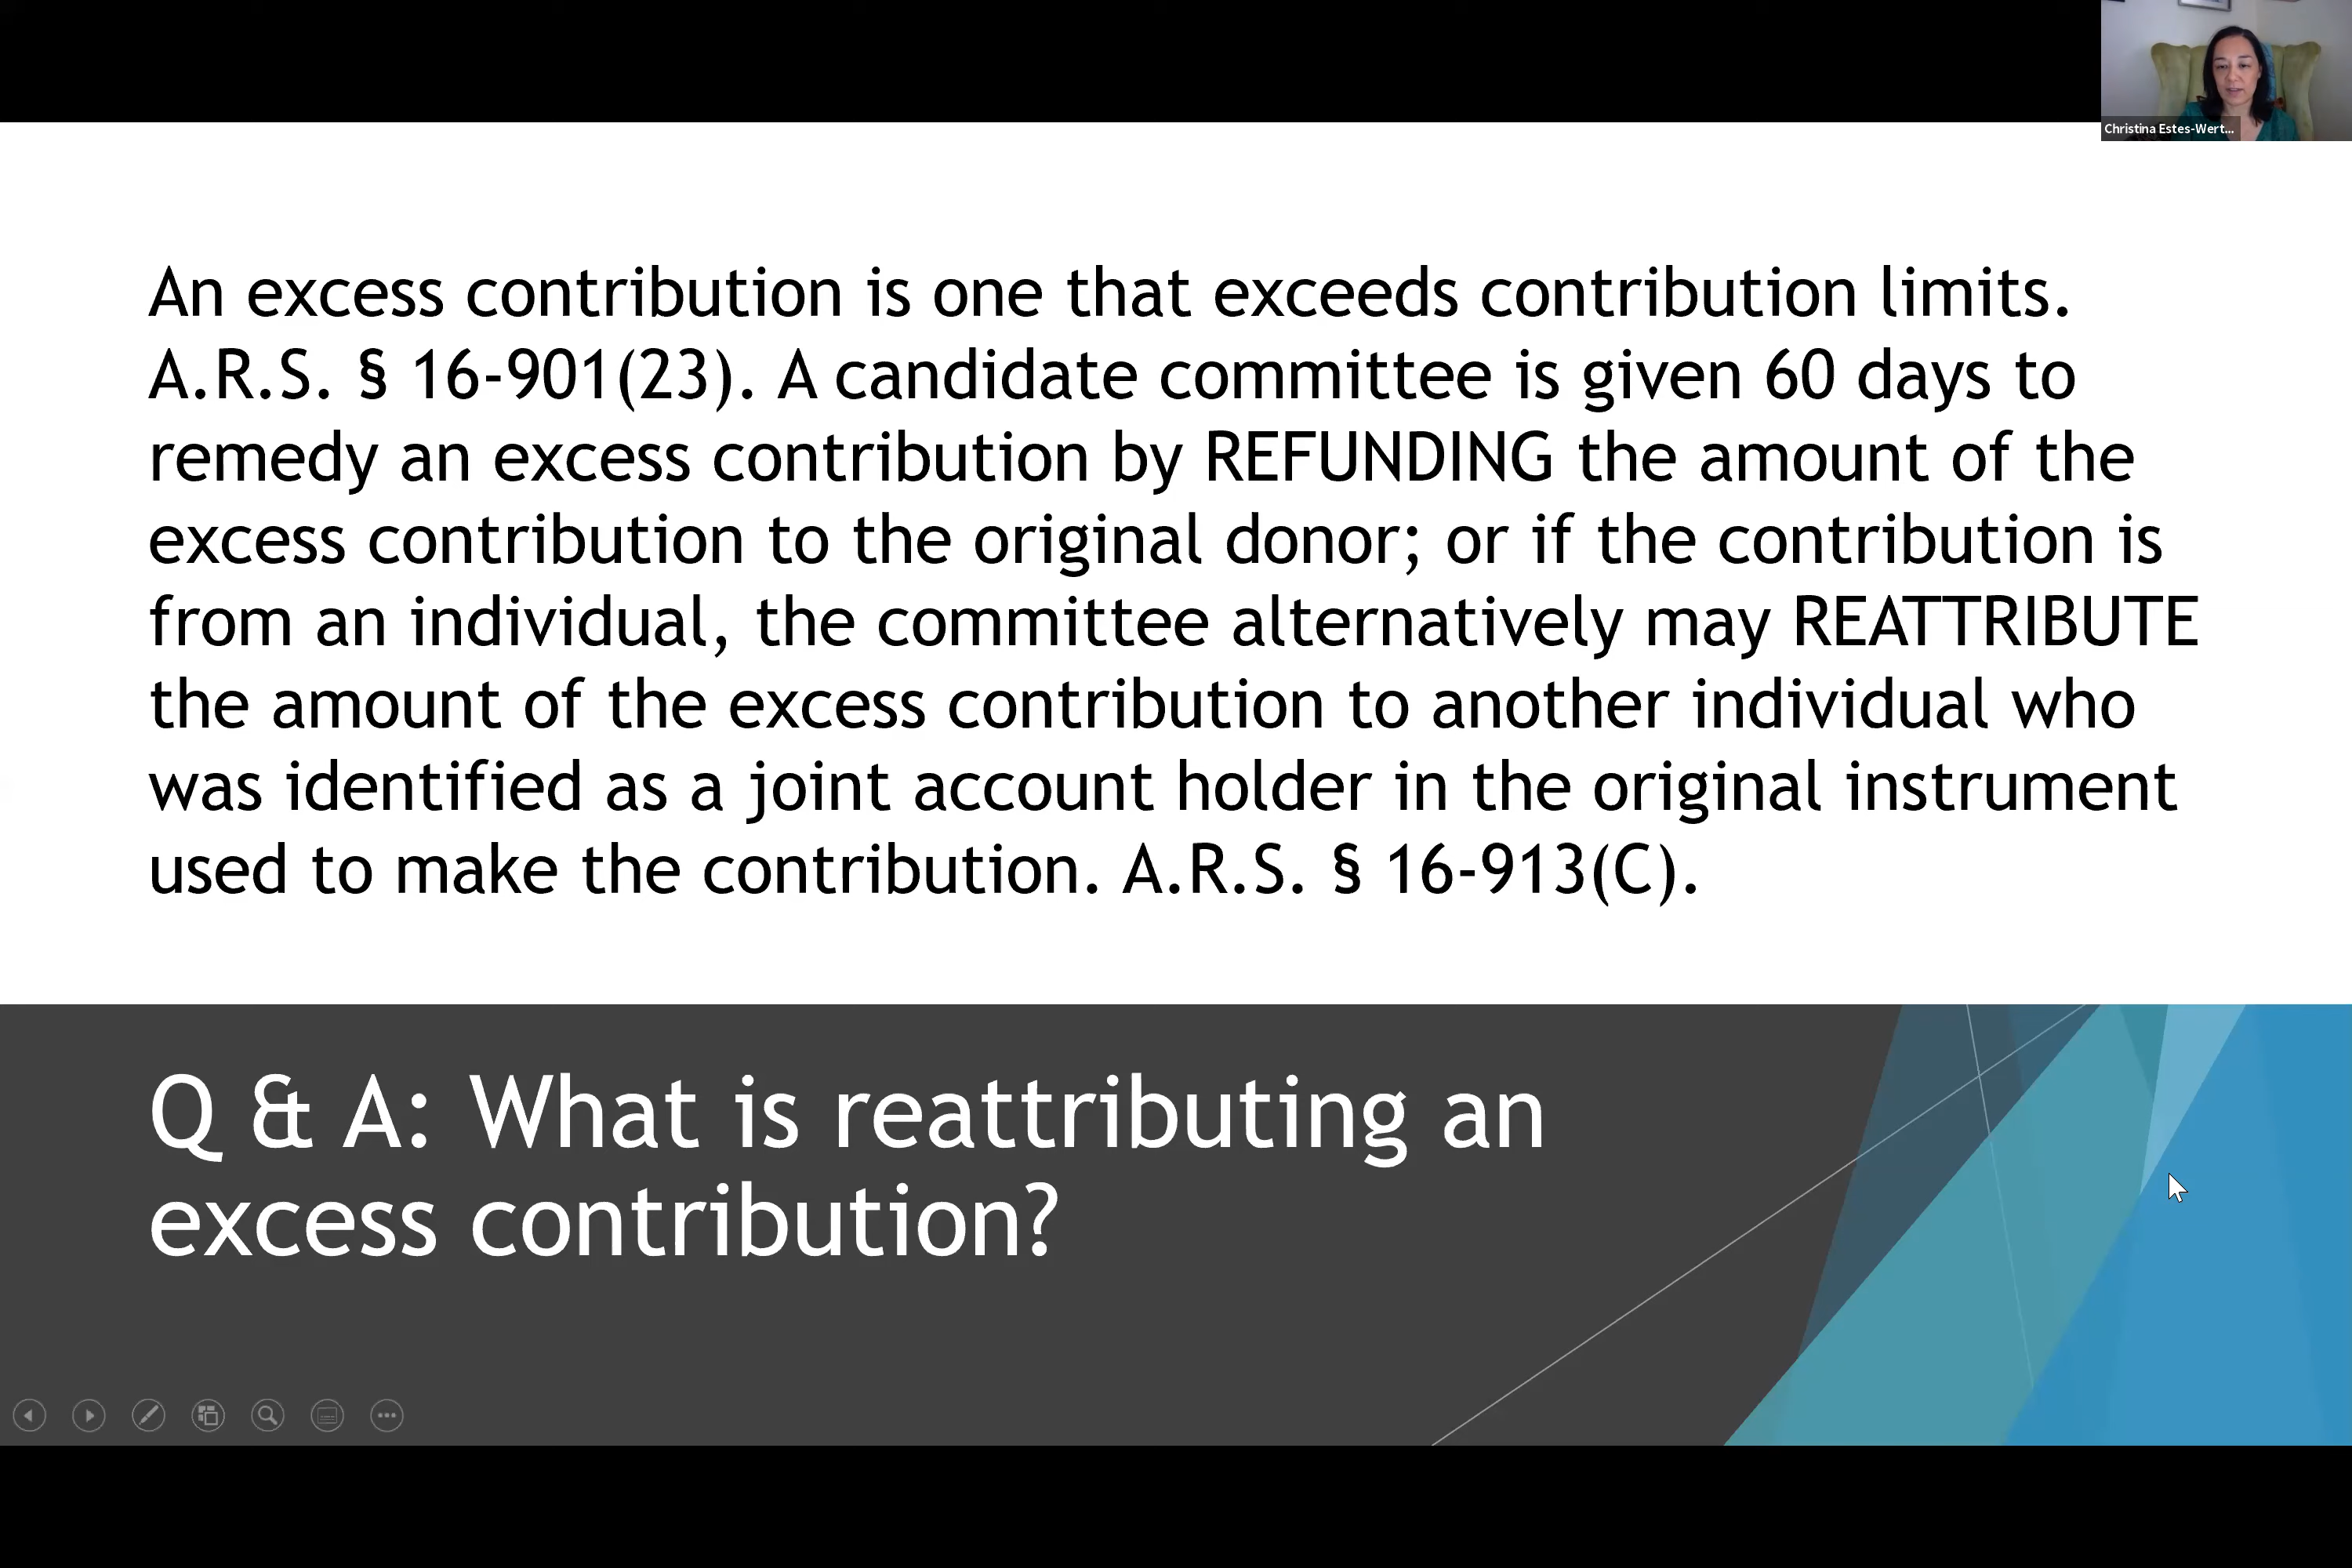 Christina Estes-Wert...
An excess contribution is one that exceeds contribution limits.
A.R.S. § 16-901(23). A candidate committee is given 60 days to
remedy an excess contribution by REFUNDING the amount of the
excess contribution to the original donor; or if the contribution is
from an individual, the committee alternatively may REATTRIBUTE
the amount of the excess contribution to another individual who
was identified as a joint account holder in the original instrument
used to make the contribution. A.R.S. § 16-913(C).
Q & A: What is reattributing an
excess contribution?